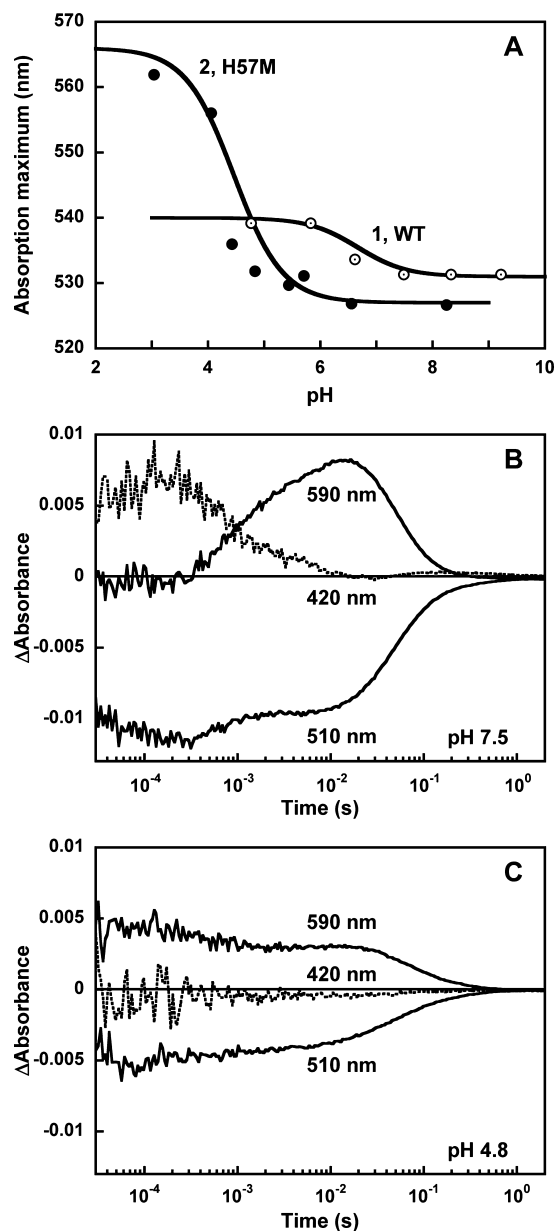 A
570
560
550
540
530
520
Absorption maximum (nm)
2, H57M
1, WT
2 4 6 8 10
pH
B
0.01
0.005
0
-0.005
-0.01
ΔAbsorbance
590 nm
420 nm
510 nm
pH 7.5
10⁻⁴ 10⁻³ 10⁻² 10⁻¹ 10⁰
Time (s)
C
0.01
0.005
0
-0.005
-0.01
ΔAbsorbance
590 nm
420 nm
510 nm
pH 4.8
10⁻⁴ 10⁻³ 10⁻² 10⁻¹ 10⁰
Time (s)